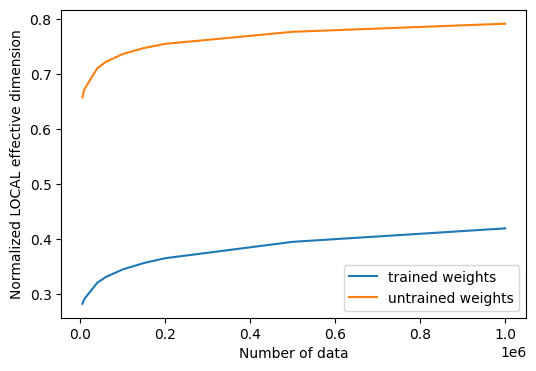 Normalized LOCAL effective dimension
0.8
0.7
0.6
0.5
0.4
0.3
0.0 0.2 0.4 0.6 0.8 1.0
1e6
Number of data
trained weights
untrained weights